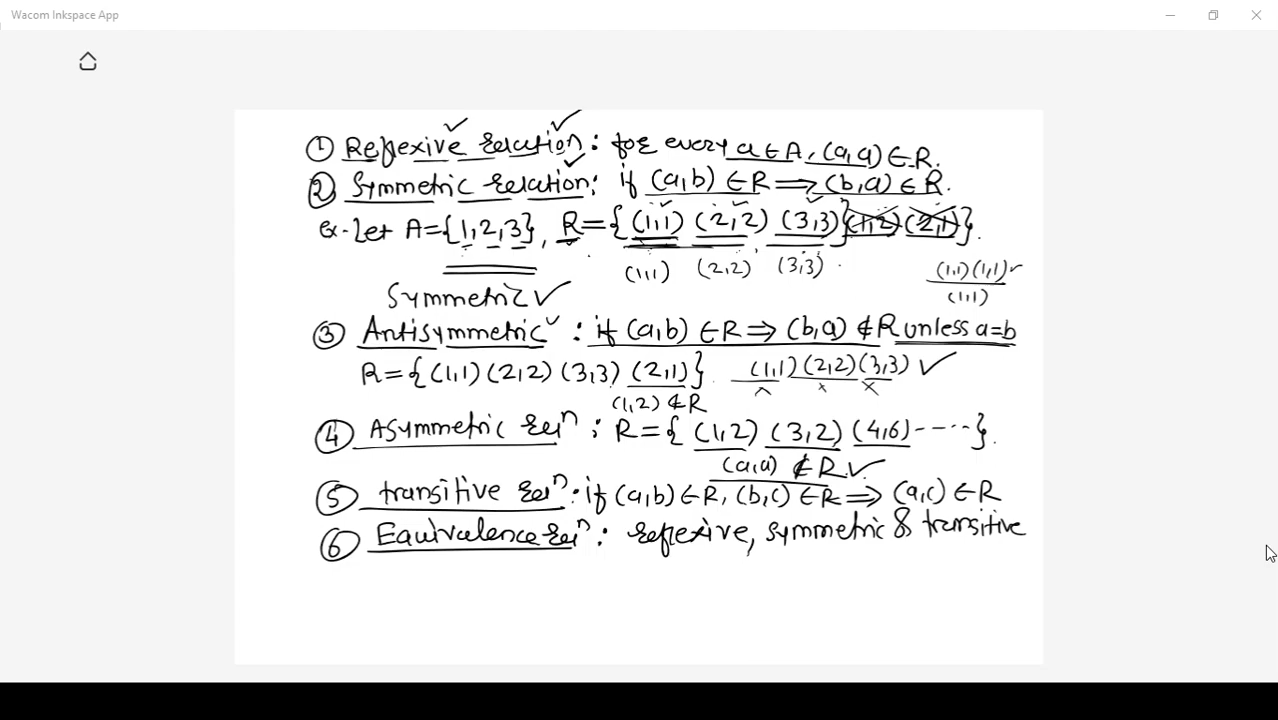 Wacom Inkspace App
① Reflexive relation : for every a ∈ A, (a,a) ∈ R.
② Symmetric relation : if (a,b) ∈ R ⟹ (b,a) ∈ R.
Ex- Let A = {1,2,3}, R = {(1,1) (2,2) (3,3)} (1,2) (2,1)}.
(1,1) (2,2) (3,3) (1,1)(1,1) ✓
Symmetric ✓ (1,1)
③ Antisymmetric : if (a,b) ∈ R ⟹ (b,a) ∉ R unless a=b
R = {(1,1) (2,2) (3,3) (2,1)} (1,1) (2,2) (3,3) ✓
(1,2) ∉ R
④ Asymmetric relⁿ : R = { (1,2) (3,2) (4,6) ----- }.
(a,a) ∉ R ✓
⑤ transitive relⁿ : if (a,b) ∈ R, (b,c) ∈ R ⟹ (a,c) ∈ R
⑥ Equivalence relⁿ : reflexive, symmetric & transitive